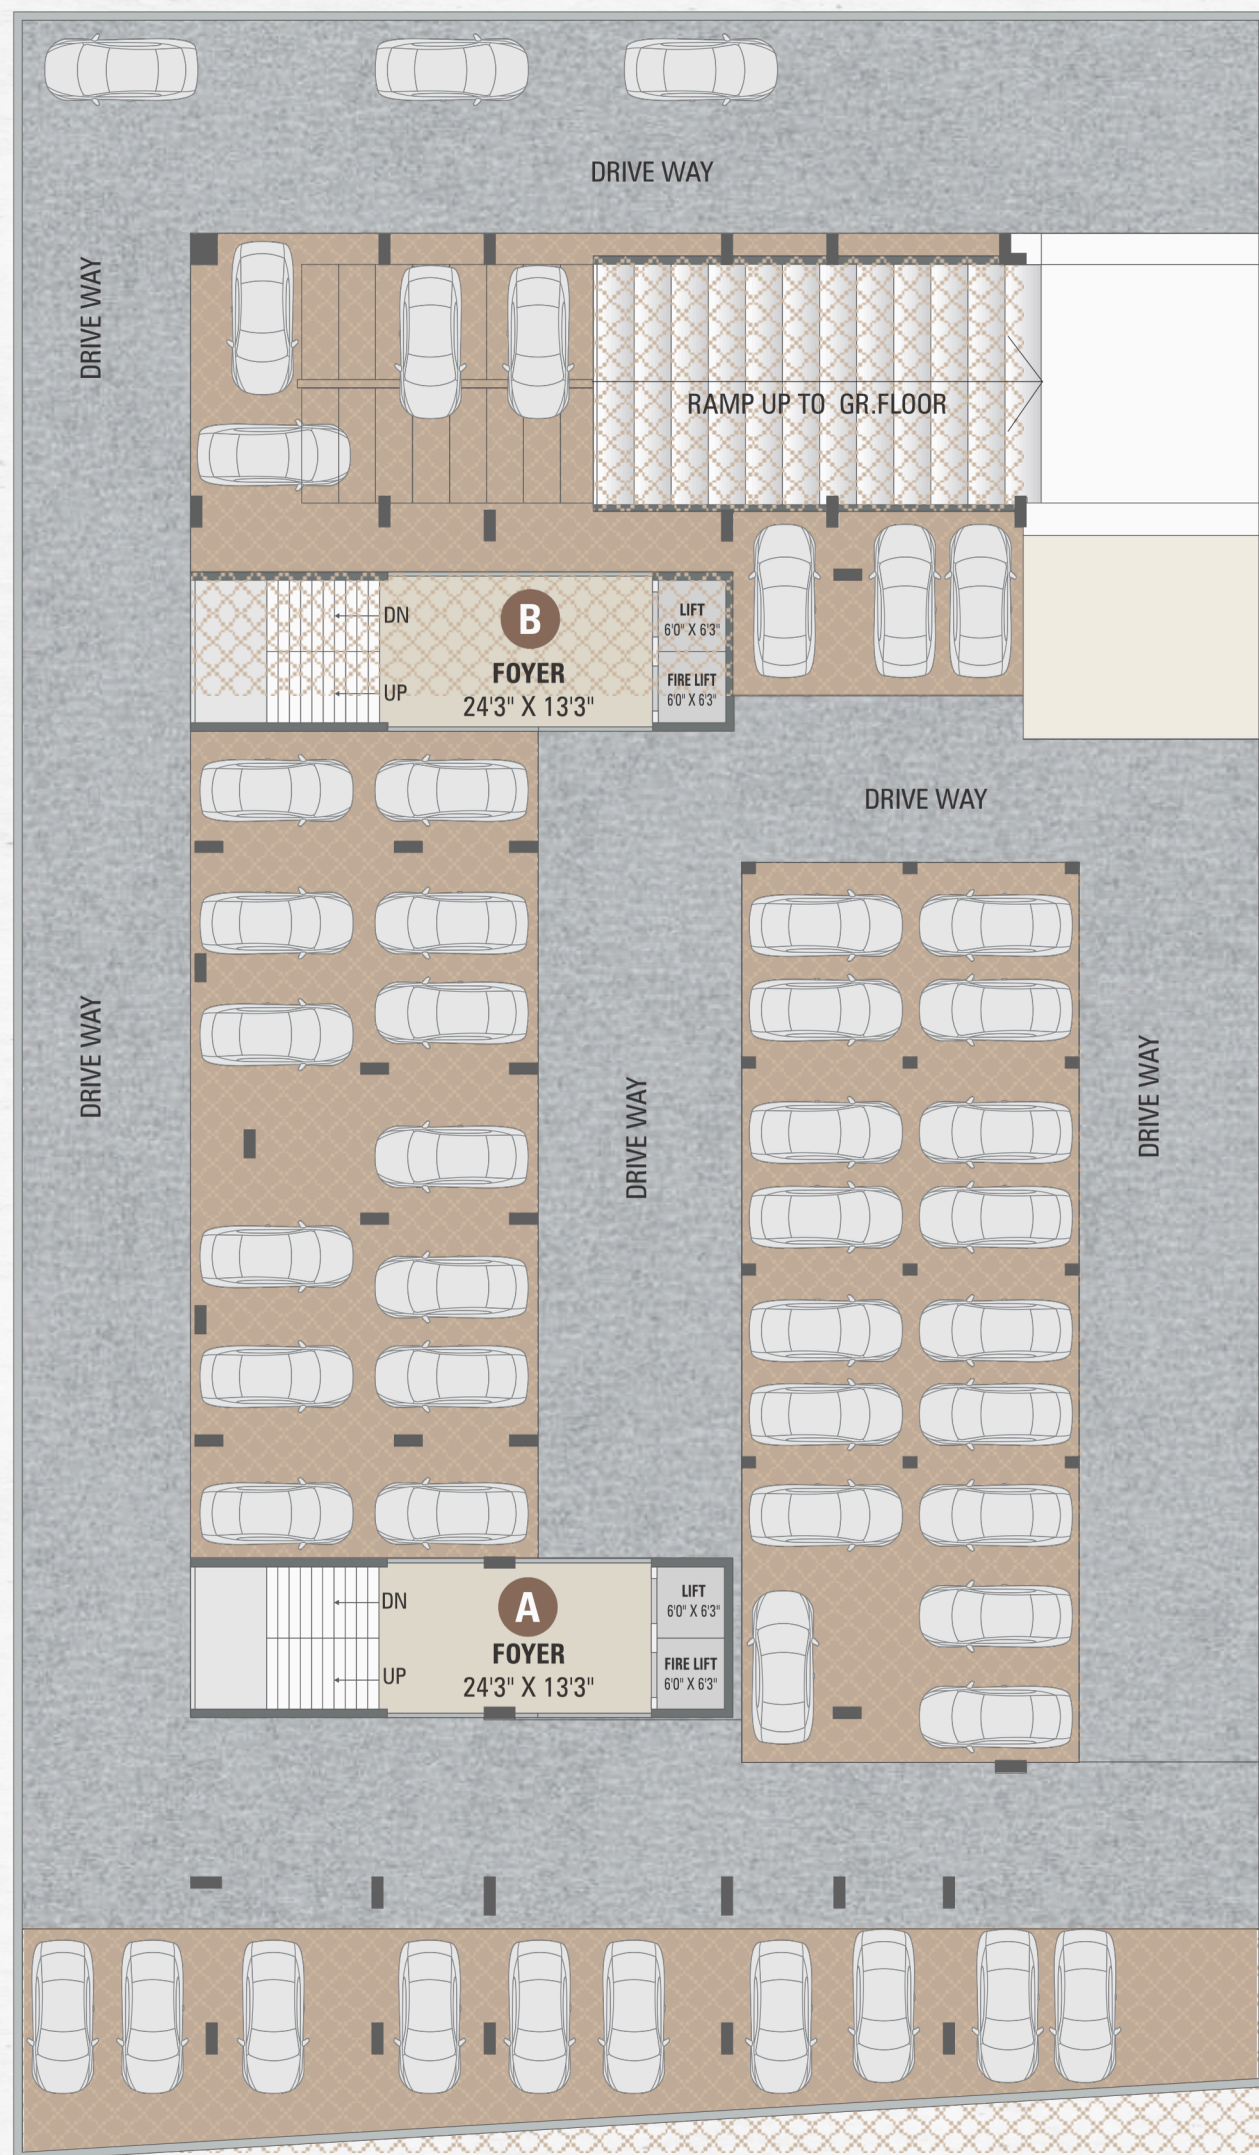 DRIVE WAY
DRIVE WAY
RAMP UP TO GR.FLOOR
DN
UP
B
FOYER
24'3" X 13'3"
LIFT
6'0" X 6'3"
FIRE LIFT
6'0" X 6'3"
DRIVE WAY
DRIVE WAY
DRIVE WAY
DRIVE WAY
DN
UP
A
FOYER
24'3" X 13'3"
LIFT
6'0" X 6'3"
FIRE LIFT
6'0" X 6'3"